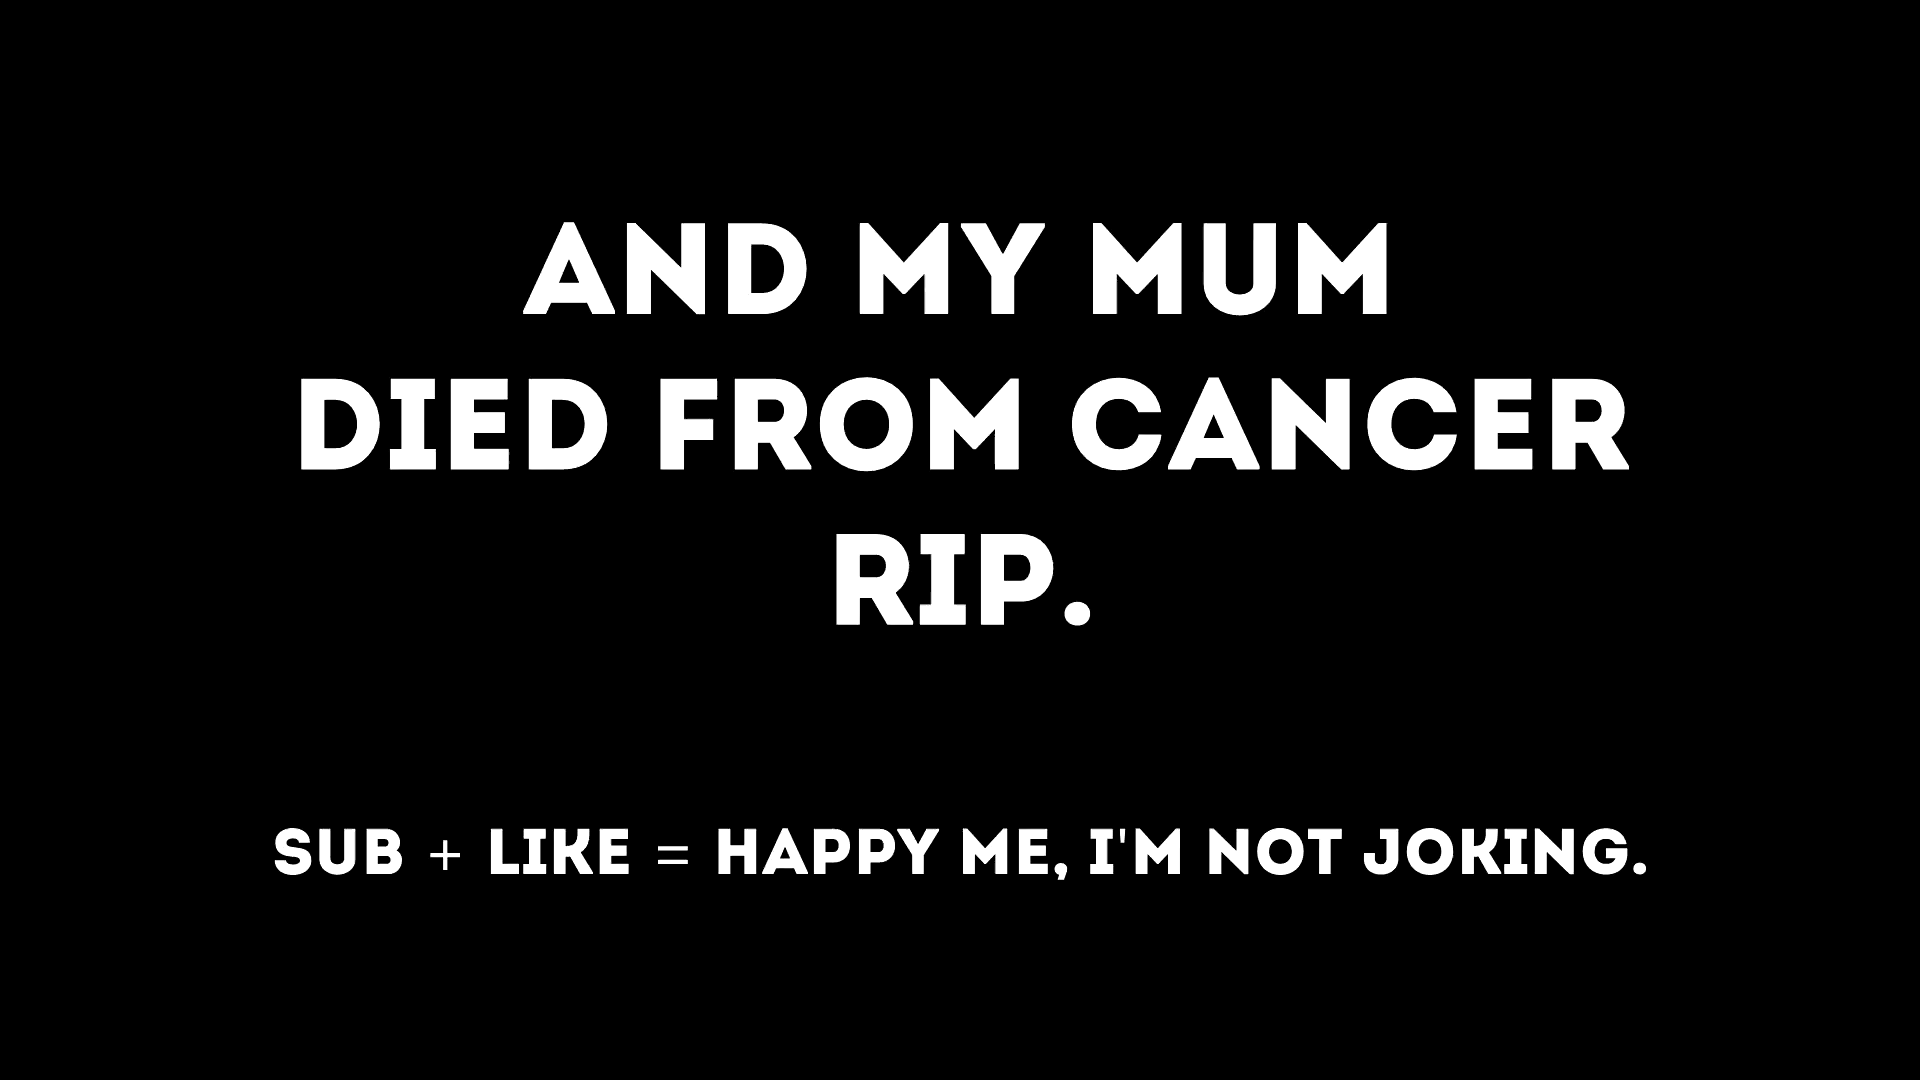 AND MY MUM
DIED FROM CANCER
RIP.
SUB + LIKE = HAPPY ME, I'M NOT JOKING.